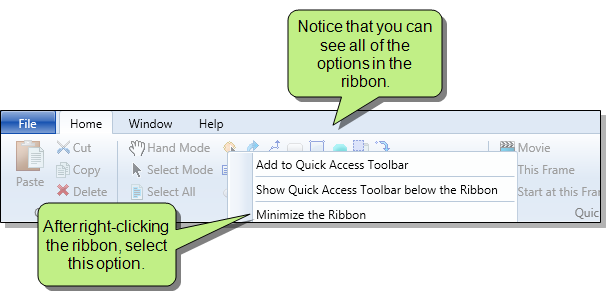 Notice that you can
see all of the
options in the
ribbon.
File Home Window Help
Paste Cut Hand Mode Movie
Copy Select Mode This Frame
Delete Select All Start at this Fram
Add to Quick Access Toolbar
Show Quick Access Toolbar below the Ribbon
Minimize the Ribbon
Quic
After right-clicking
the ribbon, select
this option.